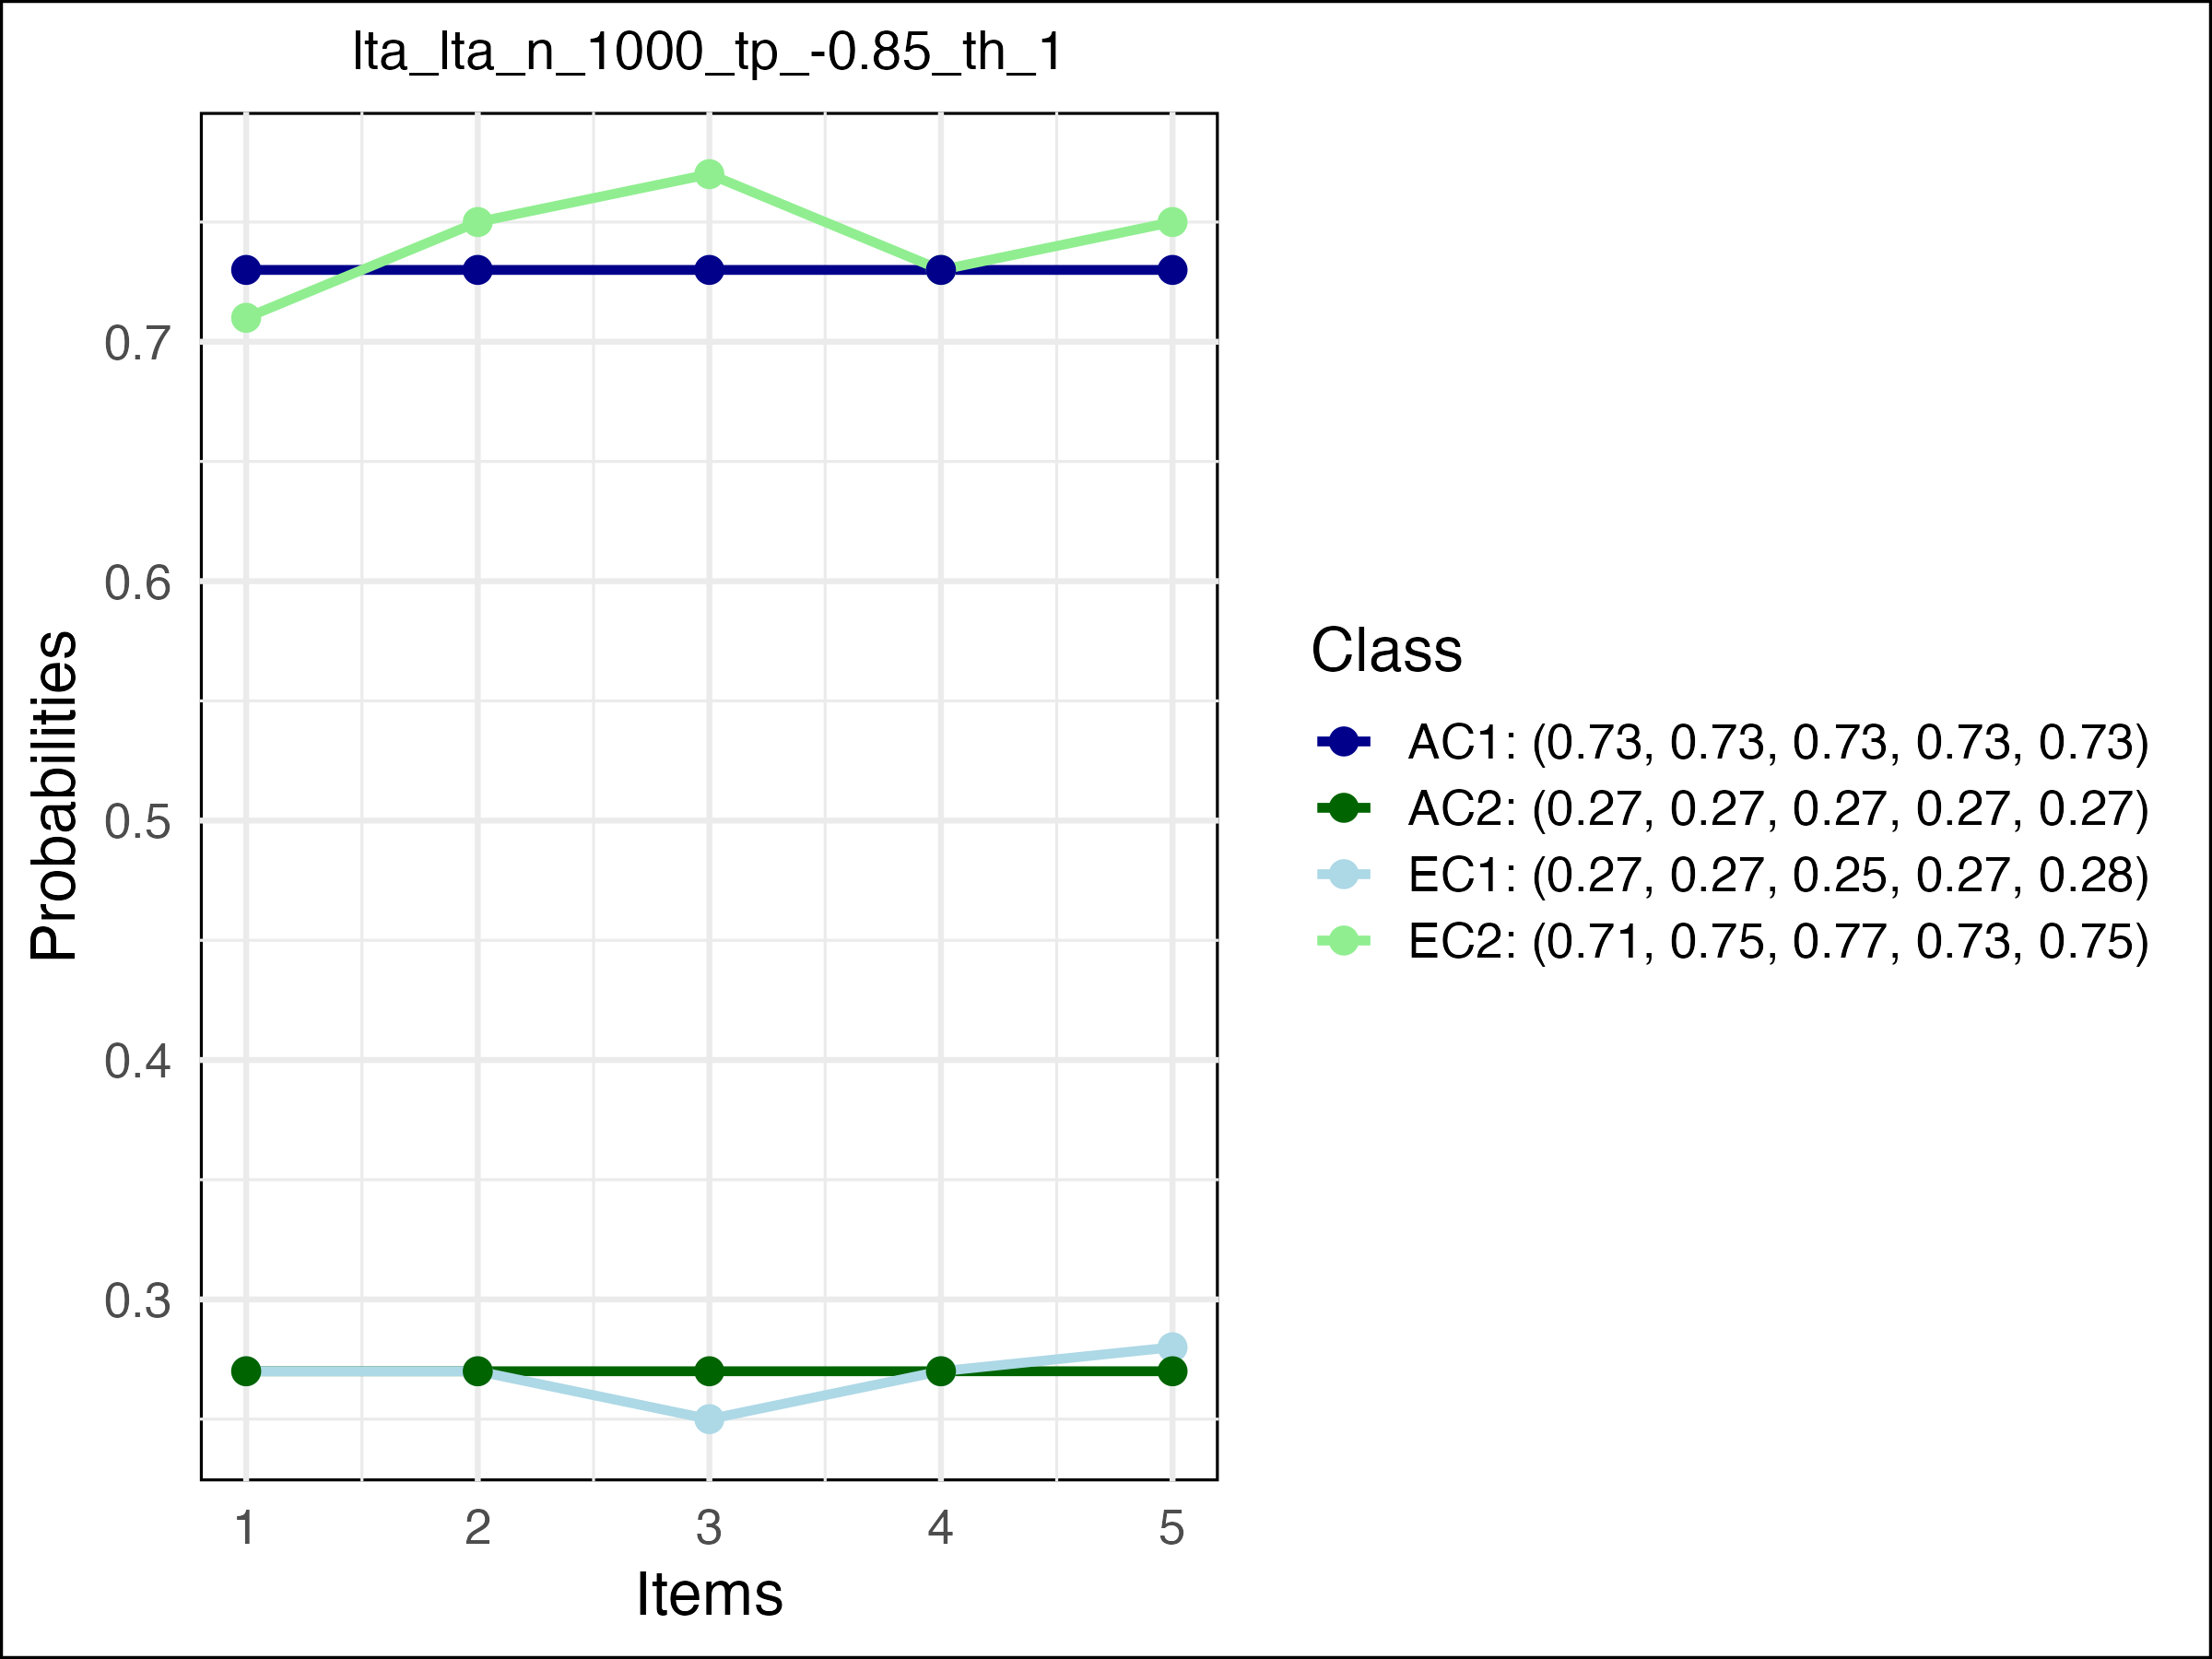 lta_lta_n_1000_tp_-0.85_th_1
Probabilities
0.7
0.6
0.5
0.4
0.3
1 2 3 4 5
Items
Class
AC1: (0.73, 0.73, 0.73, 0.73, 0.73)
AC2: (0.27, 0.27, 0.27, 0.27, 0.27)
EC1: (0.27, 0.27, 0.25, 0.27, 0.28)
EC2: (0.71, 0.75, 0.77, 0.73, 0.75)